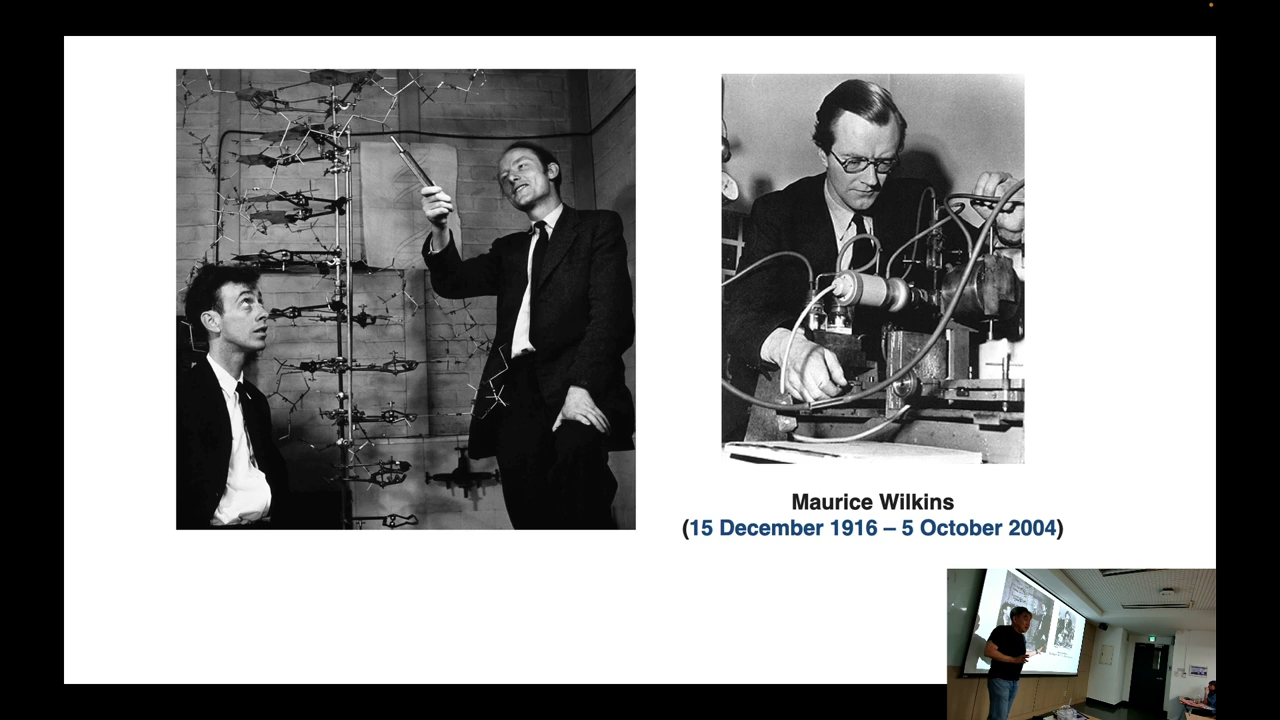 Maurice Wilkins
(15 December 1916 – 5 October 2004)